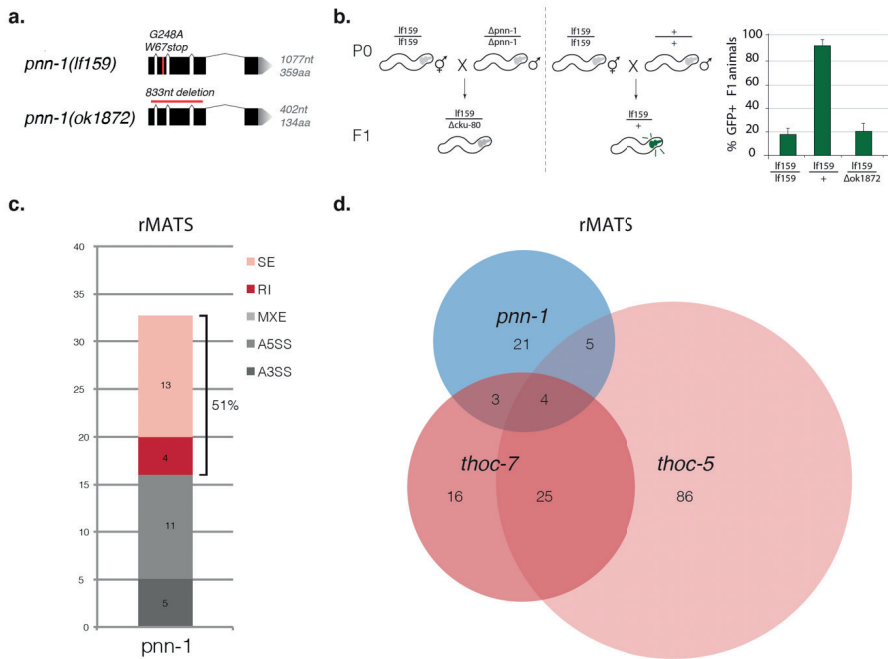 a.
G248A
W67stop
pnn-1(lf159)
1077nt
359aa
833nt deletion
pnn-1(ok1872)
402nt
134aa
b.
P0
lf159
lf159
X
Δpnn-1
Δpnn-1
lf159
lf159
X
+
+
F1
lf159
Δcku-80
lf159
+
% GFP+ F1 animals
100
80
60
40
20
0
lf159
lf159
lf159
+
lf159
Δok1872
c.
rMATS
40
35
30
25
20
15
10
5
0
13
4
11
5
51%
SE
RI
MXE
A5SS
A3SS
pnn-1
d.
rMATS
pnn-1
21
5
3
4
thoc-7
thoc-5
16
25
86